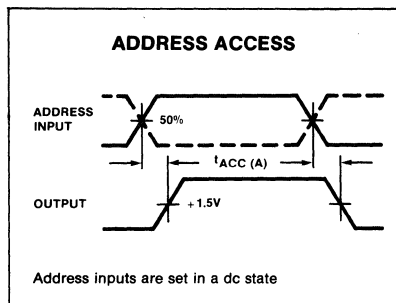 ADDRESS ACCESS
ADDRESS
INPUT
50%
tACC (A)
OUTPUT
+1.5V
Address inputs are set in a dc state